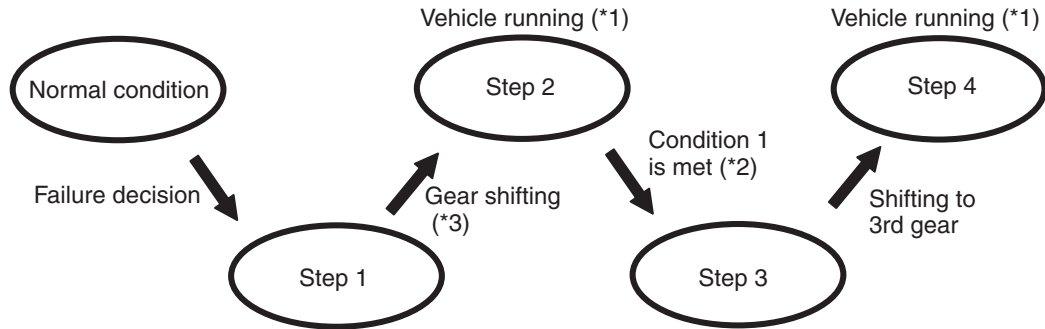 Vehicle running (*1)
Vehicle running (*1)
Normal condition
Step 2
Step 4
Failure decision
Gear shifting
(*3)
Condition 1
is met (*2)
Shifting to
3rd gear
Step 1
Step 3